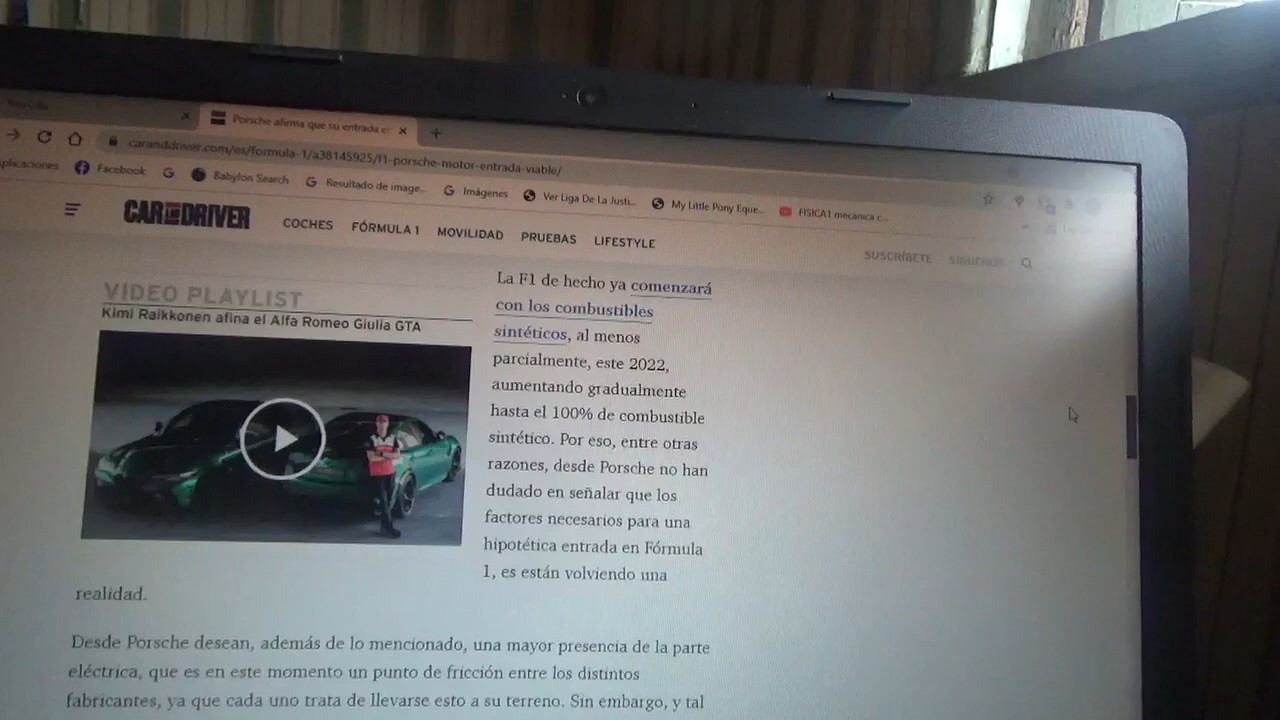 Porsche afirma que su entrada en
caranddriver.com/es/formula-1/a38145925/f1-porsche-motor-entrada-viable/
Facebook
Babylon Search
Resultado de image...
Imágenes
Ver Liga De La Justi...
My Little Pony Eque...
FISICA1 mecanica c...
CAR AND DRIVER
COCHES
FÓRMULA 1
MOVILIDAD
PRUEBAS
LIFESTYLE
SUSCRÍBETE
SÍGUENOS
VIDEO PLAYLIST
Kimi Raikkonen afina el Alfa Romeo Giulia GTA
La F1 de hecho ya comenzará
con los combustibles
sintéticos, al menos
parcialmente, este 2022,
aumentando gradualmente
hasta el 100% de combustible
sintético. Por eso, entre otras
razones, desde Porsche no han
dudado en señalar que los
factores necesarios para una
hipotética entrada en Fórmula
1, es están volviendo una
realidad.
Desde Porsche desean, además de lo mencionado, una mayor presencia de la parte
eléctrica, que es en este momento un punto de fricción entre los distintos
fabricantes, ya que cada uno trata de llevarse esto a su terreno. Sin embargo, y tal